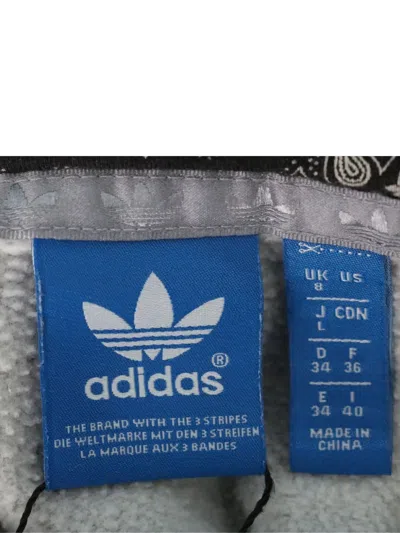 adidas®
THE BRAND WITH THE 3 STRIPES
DIE WELTMARKE MIT DEN 3 STREIFEN
LA MARQUE AUX 3 BANDES
UK US
8
J CDN
L
D F
34 36
E I
34 40
MADE IN
CHINA